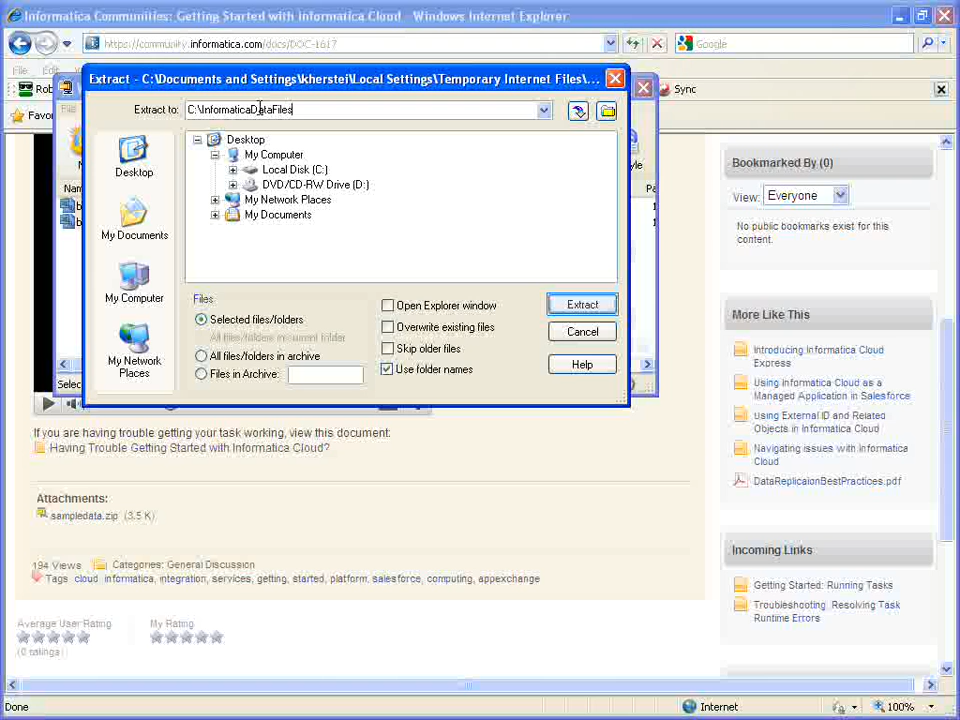 Informatica Communities: Getting Started with Informatica Cloud - Windows Internet Explorer
https://community.informatica.com/docs/DOC-1617
Google
File
Sync
Extract - C:\Documents and Settings\kherstei\Local Settings\Temporary Internet Files\...
Extract to:
C:\InformaticaDataFiles
Desktop
My Documents
My Computer
My Network Places
Desktop
My Computer
Local Disk (C:)
DVD/CD-RW Drive (D:)
My Network Places
My Documents
Files
Selected files/folders
All files/folders in current folder
All files/folders in archive
Files in Archive:
Open Explorer window
Overwrite existing files
Skip older files
Use folder names
Extract
Cancel
Help
If you are having trouble getting your task working, view this document:
Having Trouble Getting Started with Informatica Cloud?
Attachments:
sampledata.zip (3.5 K)
194 Views Categories: General Discussion
Tags cloud, informatica, integration, services, getting, started, platform, salesforce, computing, appexchange
Average User Rating
(0 ratings)
My Rating
Bookmarked By (0)
View: Everyone
No public bookmarks exist for this
content.
More Like This
Introducing Informatica Cloud
Express
Using Informatica Cloud as a
Managed Application in Salesforce
Using External ID and Related
Objects in Informatica Cloud
Navigating issues with Informatica
Cloud
DataReplicaionBestPractices.pdf
Incoming Links
Getting Started: Running Tasks
Troubleshooting: Resolving Task
Runtime Errors
Done
Internet
100%